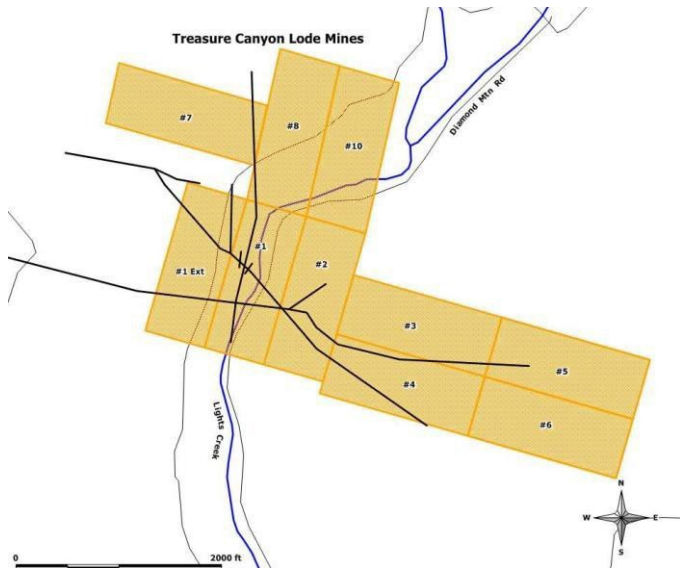 Treasure Canyon Lode Mines
#7
#8
#10
Diamond Mtn Rd
#1
#2
#1 Ext
#3
#5
#4
#6
Lights Creek
N
W
E
S
0
2000 ft